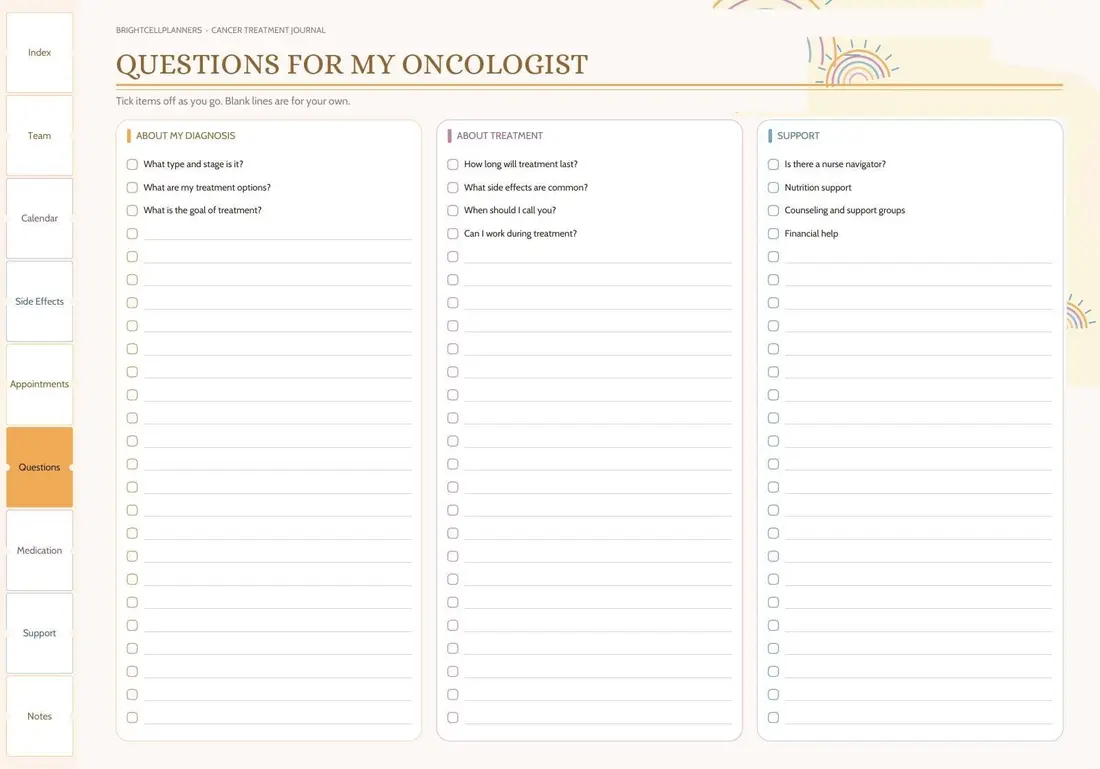 BRIGHTCELLPLANNERS · CANCER TREATMENT JOURNAL
QUESTIONS FOR MY ONCOLOGIST
Tick items off as you go. Blank lines are for your own.
Index
Team
Calendar
Side Effects
Appointments
Questions
Medication
Support
Notes
ABOUT MY DIAGNOSIS
What type and stage is it?
What are my treatment options?
What is the goal of treatment?
ABOUT TREATMENT
How long will treatment last?
What side effects are common?
When should I call you?
Can I work during treatment?
SUPPORT
Is there a nurse navigator?
Nutrition support
Counseling and support groups
Financial help